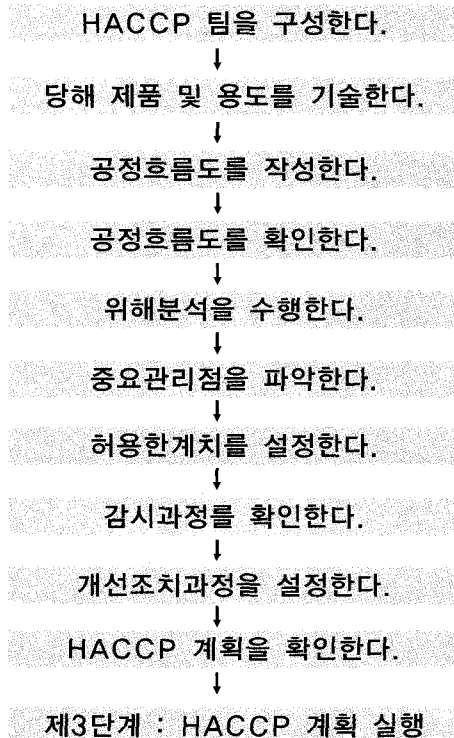 HACCP 팀을 구성한다.
당해 제품 및 용도를 기술한다.
공정흐름도를 작성한다.
공정흐름도를 확인한다.
위해분석을 수행한다.
중요관리점을 파악한다.
허용한계치를 설정한다.
감시과정를 확인한다.
개선조치과정을 설정한다.
HACCP 계획을 확인한다.
제3단계 : HACCP 계획 실행